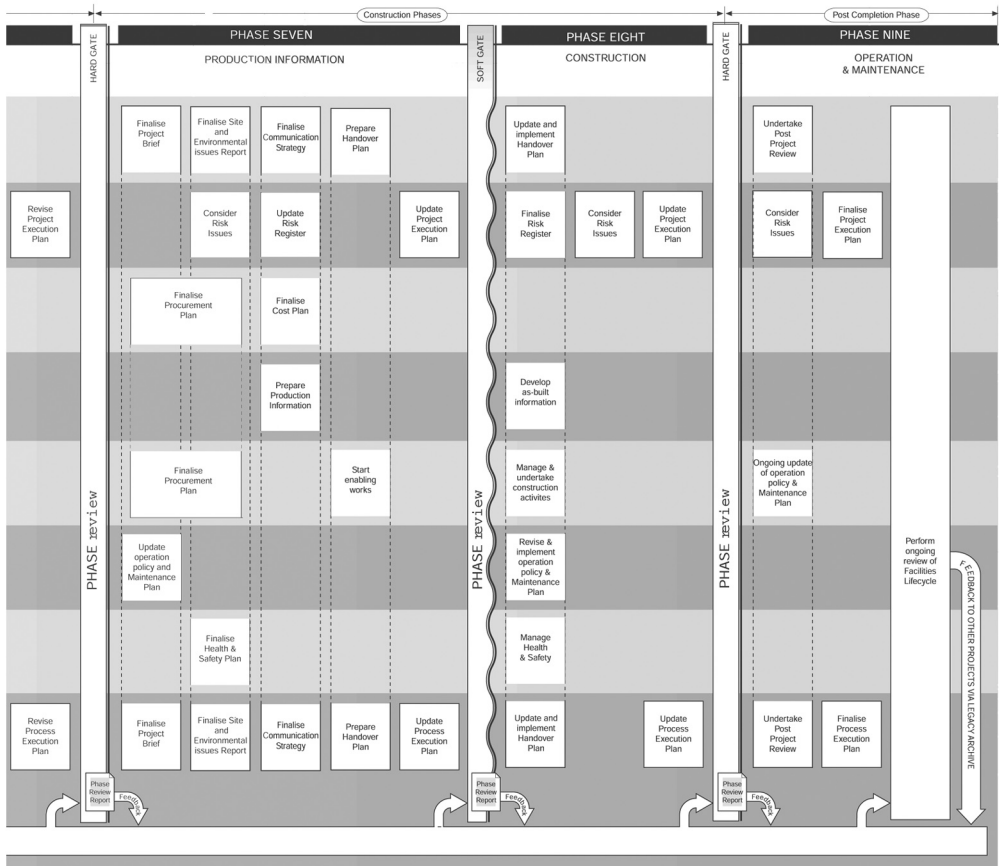 Construction Phases
Post Completion Phase
HARD GATE
PHASE SEVEN
SOFT GATE
PHASE EIGHT
HARD GATE
PHASE NINE
PRODUCTION INFORMATION
CONSTRUCTION
OPERATION
& MAINTENANCE
Finalise
Project
Brief
Finalise Site
and
Environmental
issues Report
Finalise
Communication
Strategy
Prepare
Handover
Plan
Update and
implement
Handover
Plan
Undertake
Post
Project
Review
Revise
Project
Execution
Plan
Consider
Risk
Issues
Update
Risk
Register
Update
Project
Execution
Plan
Finalise
Risk
Register
Consider
Risk
Issues
Update
Project
Execution
Plan
Consider
Risk
Issues
Finalise
Project
Execution
Plan
Finalise
Procurement
Plan
Finalise
Cost Plan
Prepare
Production
Information
Develop
as-built
information
Finalise
Procurement
Plan
Start
enabling
works
Manage &
undertake
construction
activites
Ongoing update
of operation
policy &
Maintenance
Plan
PHASE review
PHASE review
PHASE review
Update
operation
policy and
Maintenance
Plan
Revise &
implement
operation
policy &
Maintenance
Plan
Perform
ongoing
review of
Facilities
Lifecycle
FEEDBACK TO OTHER PROJECTS VIA LEGACY ARCHIVE
Finalise
Health &
Safety Plan
Manage
Health
& Safety
Revise
Process
Execution
Plan
Finalise
Project
Brief
Finalise Site
and
Environmental
issues Report
Finalise
Communication
Strategy
Prepare
Handover
Plan
Update
Process
Execution
Plan
Update and
implement
Handover
Plan
Update
Process
Execution
Plan
Undertake
Post
Project
Review
Finalise
Process
Execution
Plan
Phase
Review
Report
Feedback
Phase
Review
Report
Feedback
Phase
Review
Report
Feedback